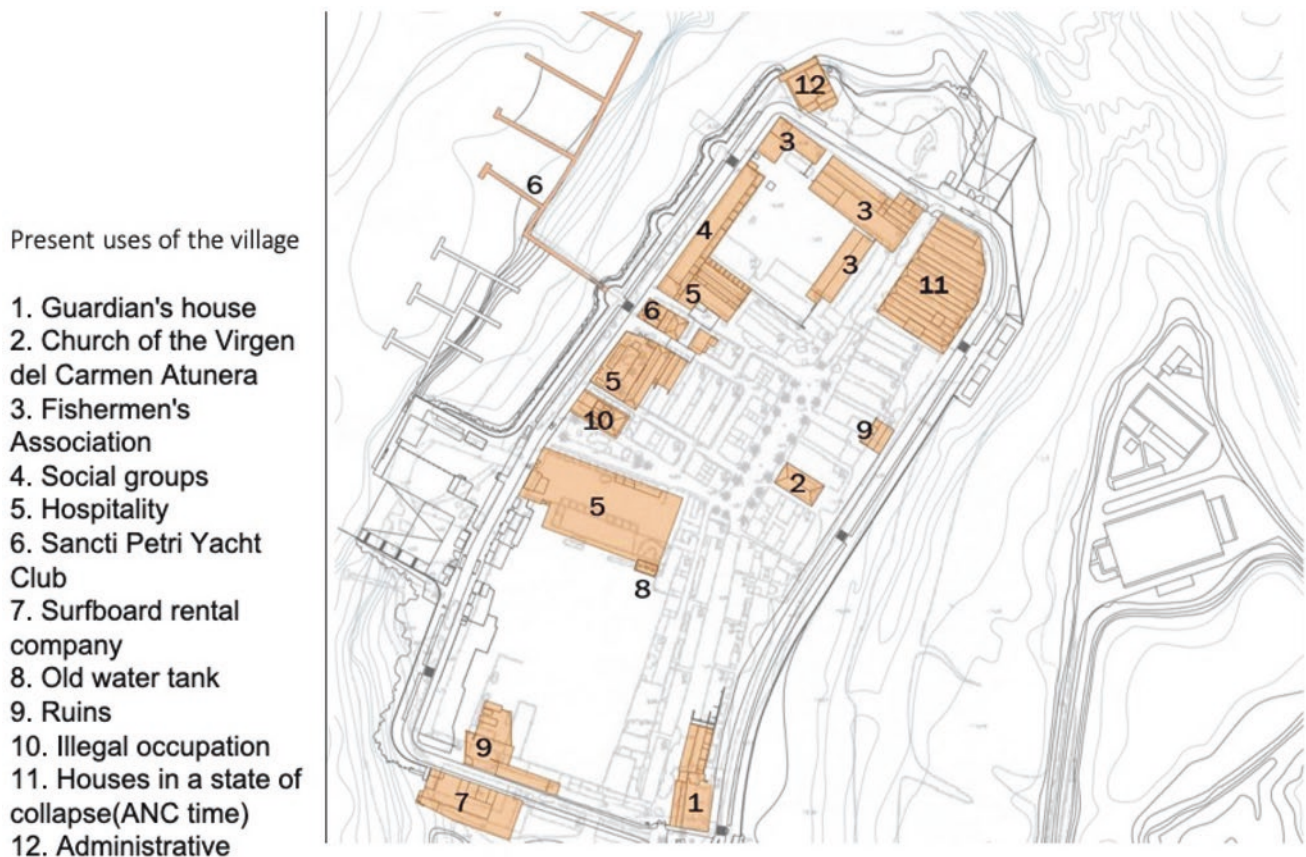 Present uses of the village
1. Guardian's house
2. Church of the Virgen
del Carmen Atunera
3. Fishermen's
Association
4. Social groups
5. Hospitality
6. Sancti Petri Yacht
Club
7. Surfboard rental
company
8. Old water tank
9. Ruins
10. Illegal occupation
11. Houses in a state of
collapse(ANC time)
12. Administrative
12
3
6
3
4
3
11
5
6
5
10
9
2
5
8
9
7
1